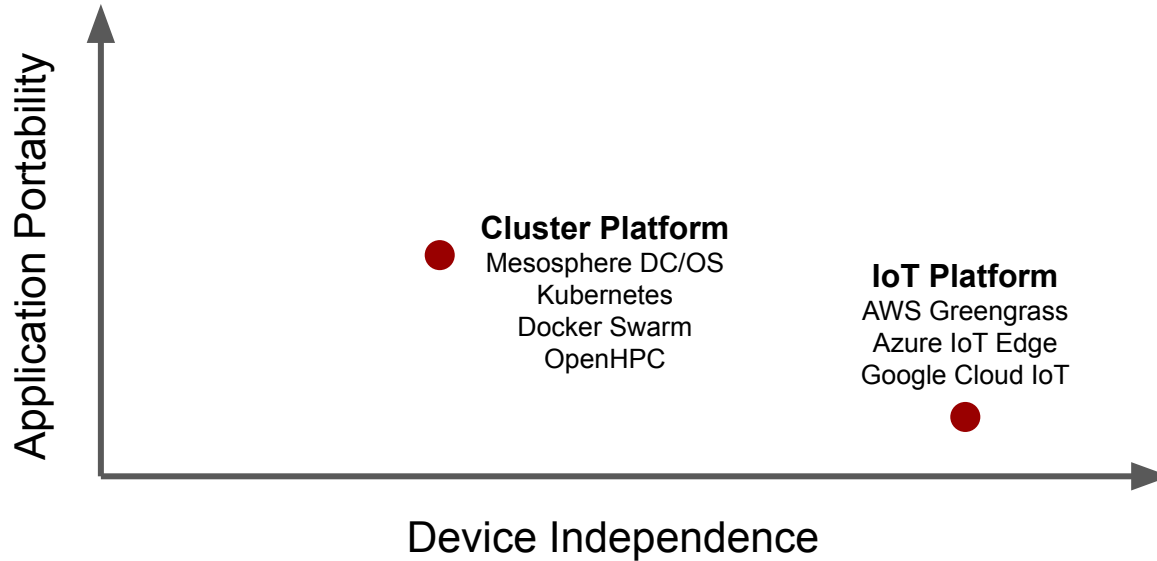 Application Portability
Cluster Platform
Mesosphere DC/OS
Kubernetes
Docker Swarm
OpenHPC
IoT Platform
AWS Greengrass
Azure IoT Edge
Google Cloud IoT
Device Independence